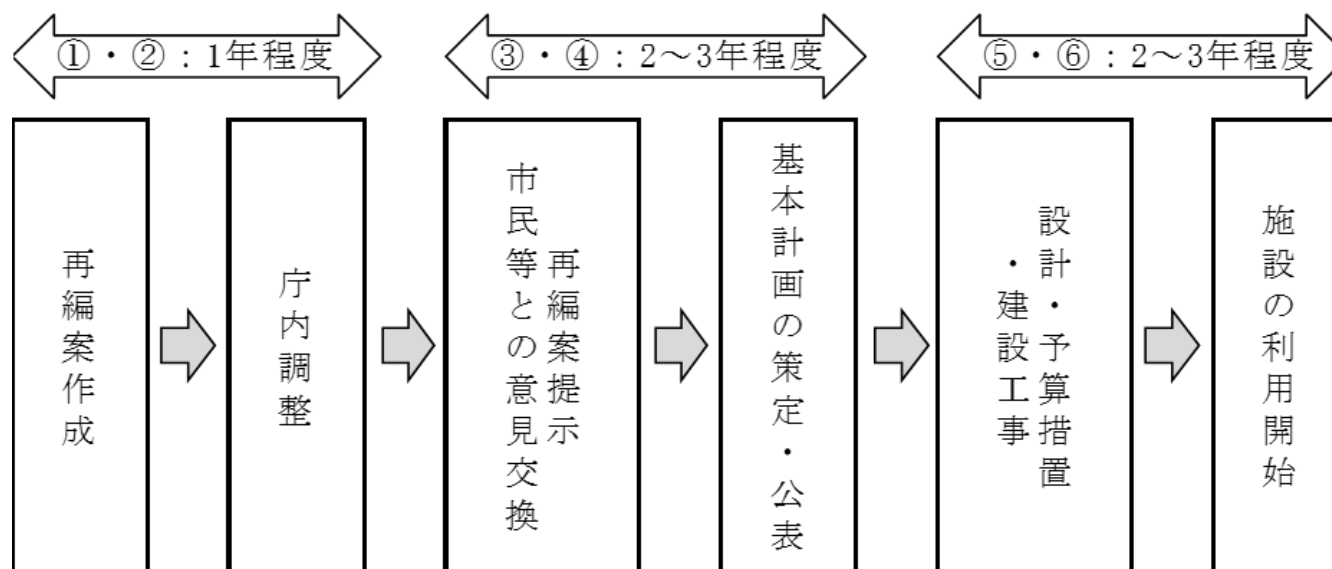 ①・②：1年程度
③・④：2～3年程度
⑤・⑥：2～3年程度
再編案作成
庁内調整
再編案提示
市民等との意見交換
基本計画の策定・公表
設計・予算措置
・建設工事
施設の利用開始